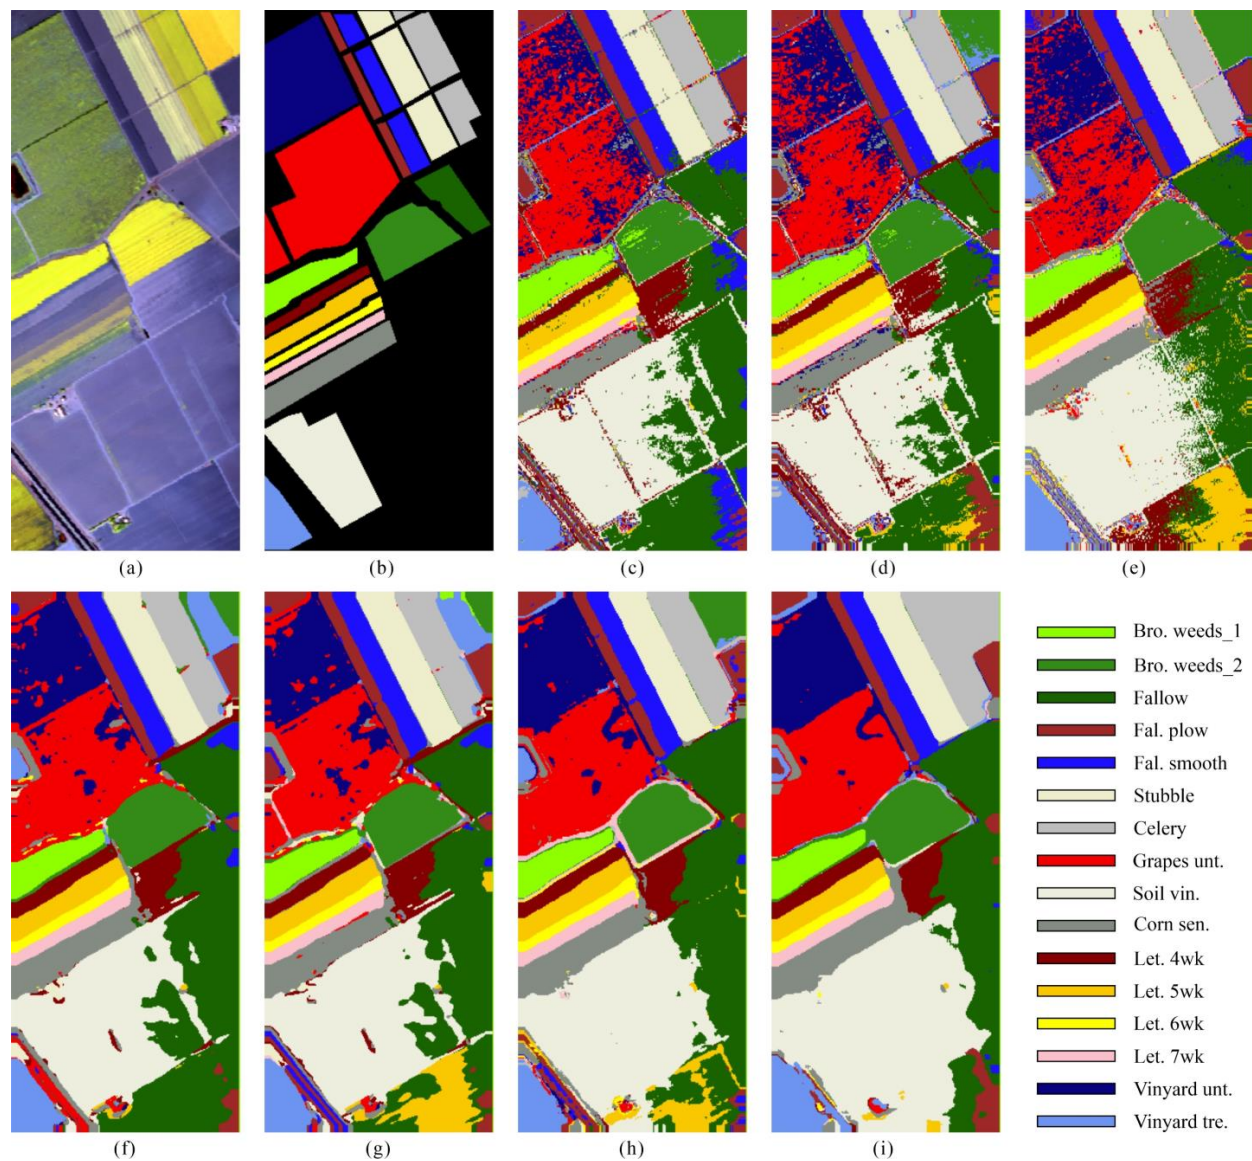 (a)
(b)
(c)
(d)
(e)
Bro. weeds_1
Bro. weeds_2
Fallow
Fal. plow
Fal. smooth
Stubble
Celery
Grapes unt.
Soil vin.
Corn sen.
Let. 4wk
Let. 5wk
Let. 6wk
Let. 7wk
Vinyard unt.
Vinyard tre.
(f)
(g)
(h)
(i)